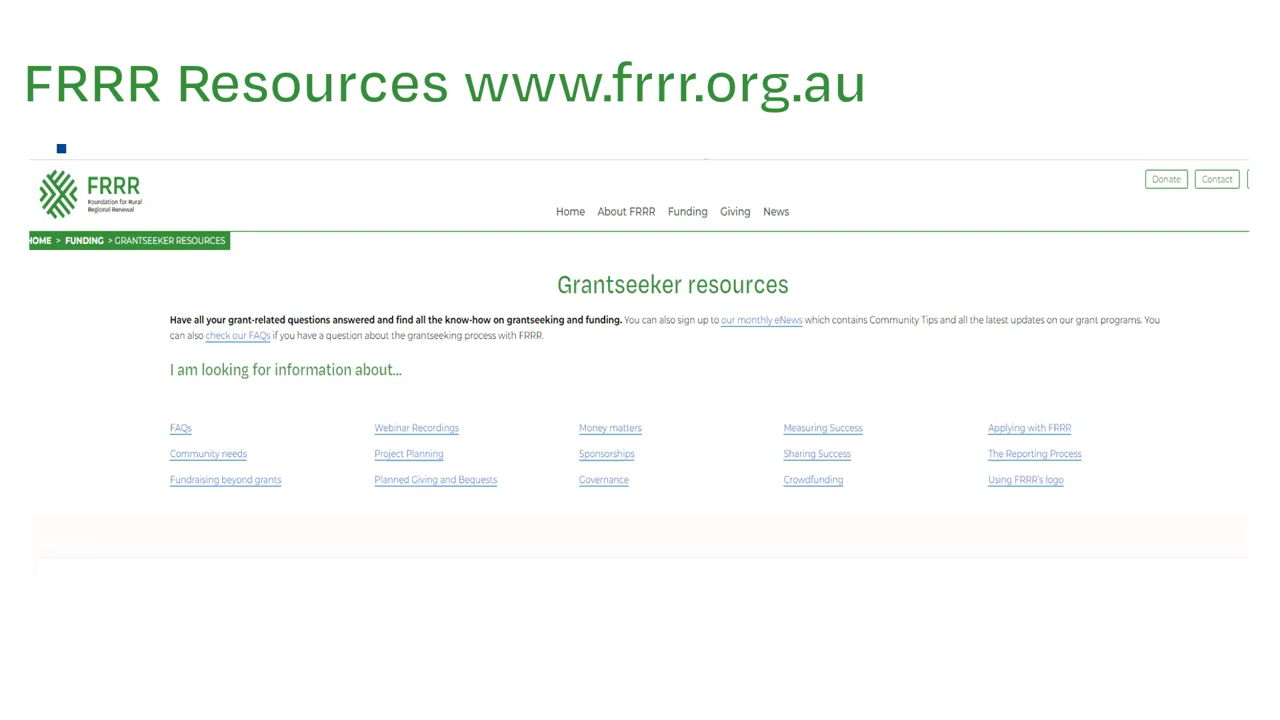 FRRR Resources www.frrr.org.au
FRRR
Foundation for Rural
Regional Renewal
Donate
Contact
Home
About FRRR
Funding
Giving
News
HOME > FUNDING > GRANTSEEKER RESOURCES
Grantseeker resources
Have all your grant-related questions answered and find all the know-how on grantseeking and funding. You can also sign up to our monthly eNews which contains Community Tips and all the latest updates on our grant programs. You
can also check our FAQs if you have a question about the grantseeking process with FRRR.
I am looking for information about...
FAQs
Webinar Recordings
Money matters
Measuring Success
Applying with FRRR
Community needs
Project Planning
Sponsorships
Sharing Success
The Reporting Process
Fundraising beyond grants
Planned Giving and Bequests
Governance
Crowdfunding
Using FRRR's logo